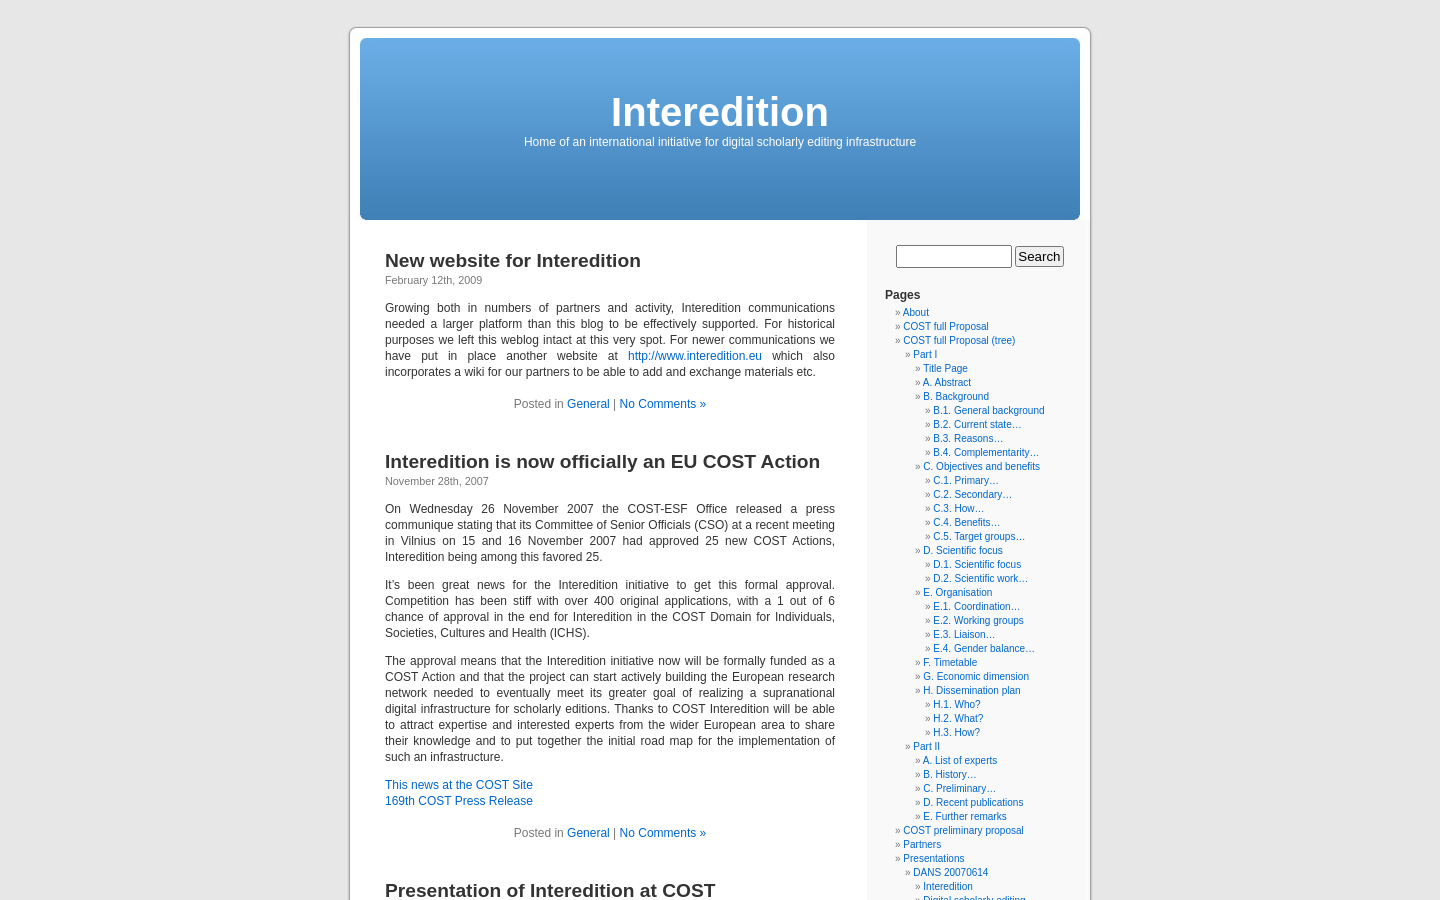 Interedition
Home of an international initiative for digital scholarly editing infrastructure
New website for Interedition
February 12th, 2009
Growing both in numbers of partners and activity, Interedition communications
needed a larger platform than this blog to be effectively supported. For historical
purposes we left this weblog intact at this very spot. For newer communications we
have put in place another website at http://www.interedition.eu which also
incorporates a wiki for our partners to be able to add and exchange materials etc.
Posted in General | No Comments »
Interedition is now officially an EU COST Action
November 28th, 2007
On Wednesday 26 November 2007 the COST-ESF Office released a press
communique stating that its Committee of Senior Officials (CSO) at a recent meeting
in Vilnius on 15 and 16 November 2007 had approved 25 new COST Actions,
Interedition being among this favored 25.
It's been great news for the Interedition initiative to get this formal approval.
Competition has been stiff with over 400 original applications, with a 1 out of 6
chance of approval in the end for Interedition in the COST Domain for Individuals,
Societies, Cultures and Health (ICHS).
The approval means that the Interedition initiative now will be formally funded as a
COST Action and that the project can start actively building the European research
network needed to eventually meet its greater goal of realizing a supranational
digital infrastructure for scholarly editions. Thanks to COST Interedition will be able
to attract expertise and interested experts from the wider European area to share
their knowledge and to put together the initial road map for the implementation of
such an infrastructure.
This news at the COST Site
169th COST Press Release
Posted in General | No Comments »
Presentation of Interedition at COST
Search
Pages
» About
» COST full Proposal
» COST full Proposal (tree)
» Part I
» Title Page
» A. Abstract
» B. Background
» B.1. General background
» B.2. Current state…
» B.3. Reasons…
» B.4. Complementarity…
» C. Objectives and benefits
» C.1. Primary…
» C.2. Secondary…
» C.3. How…
» C.4. Benefits…
» C.5. Target groups…
» D. Scientific focus
» D.1. Scientific focus
» D.2. Scientific work…
» E. Organisation
» E.1. Coordination…
» E.2. Working groups
» E.3. Liaison…
» E.4. Gender balance…
» F. Timetable
» G. Economic dimension
» H. Dissemination plan
» H.1. Who?
» H.2. What?
» H.3. How?
» Part II
» A. List of experts
» B. History…
» C. Preliminary…
» D. Recent publications
» E. Further remarks
» COST preliminary proposal
» Partners
» Presentations
» DANS 20070614
» Interedition
» Digital scholarly editing